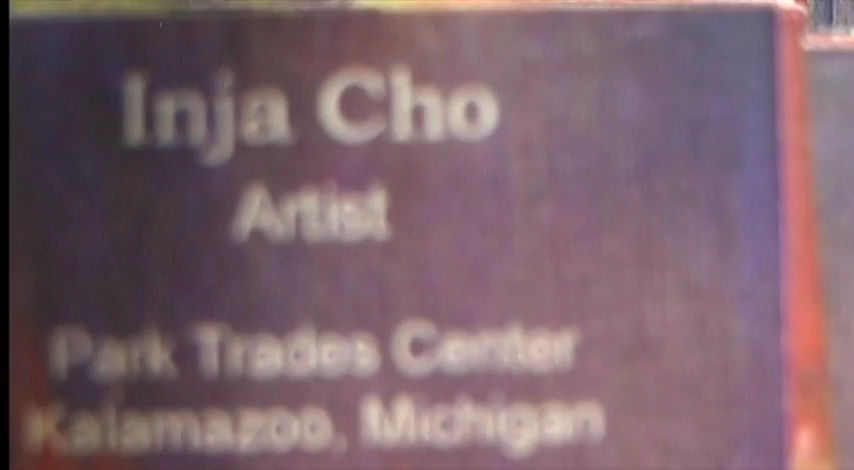 Inja Cho
Artist
Park Trades Center
Kalamazoo, Michigan